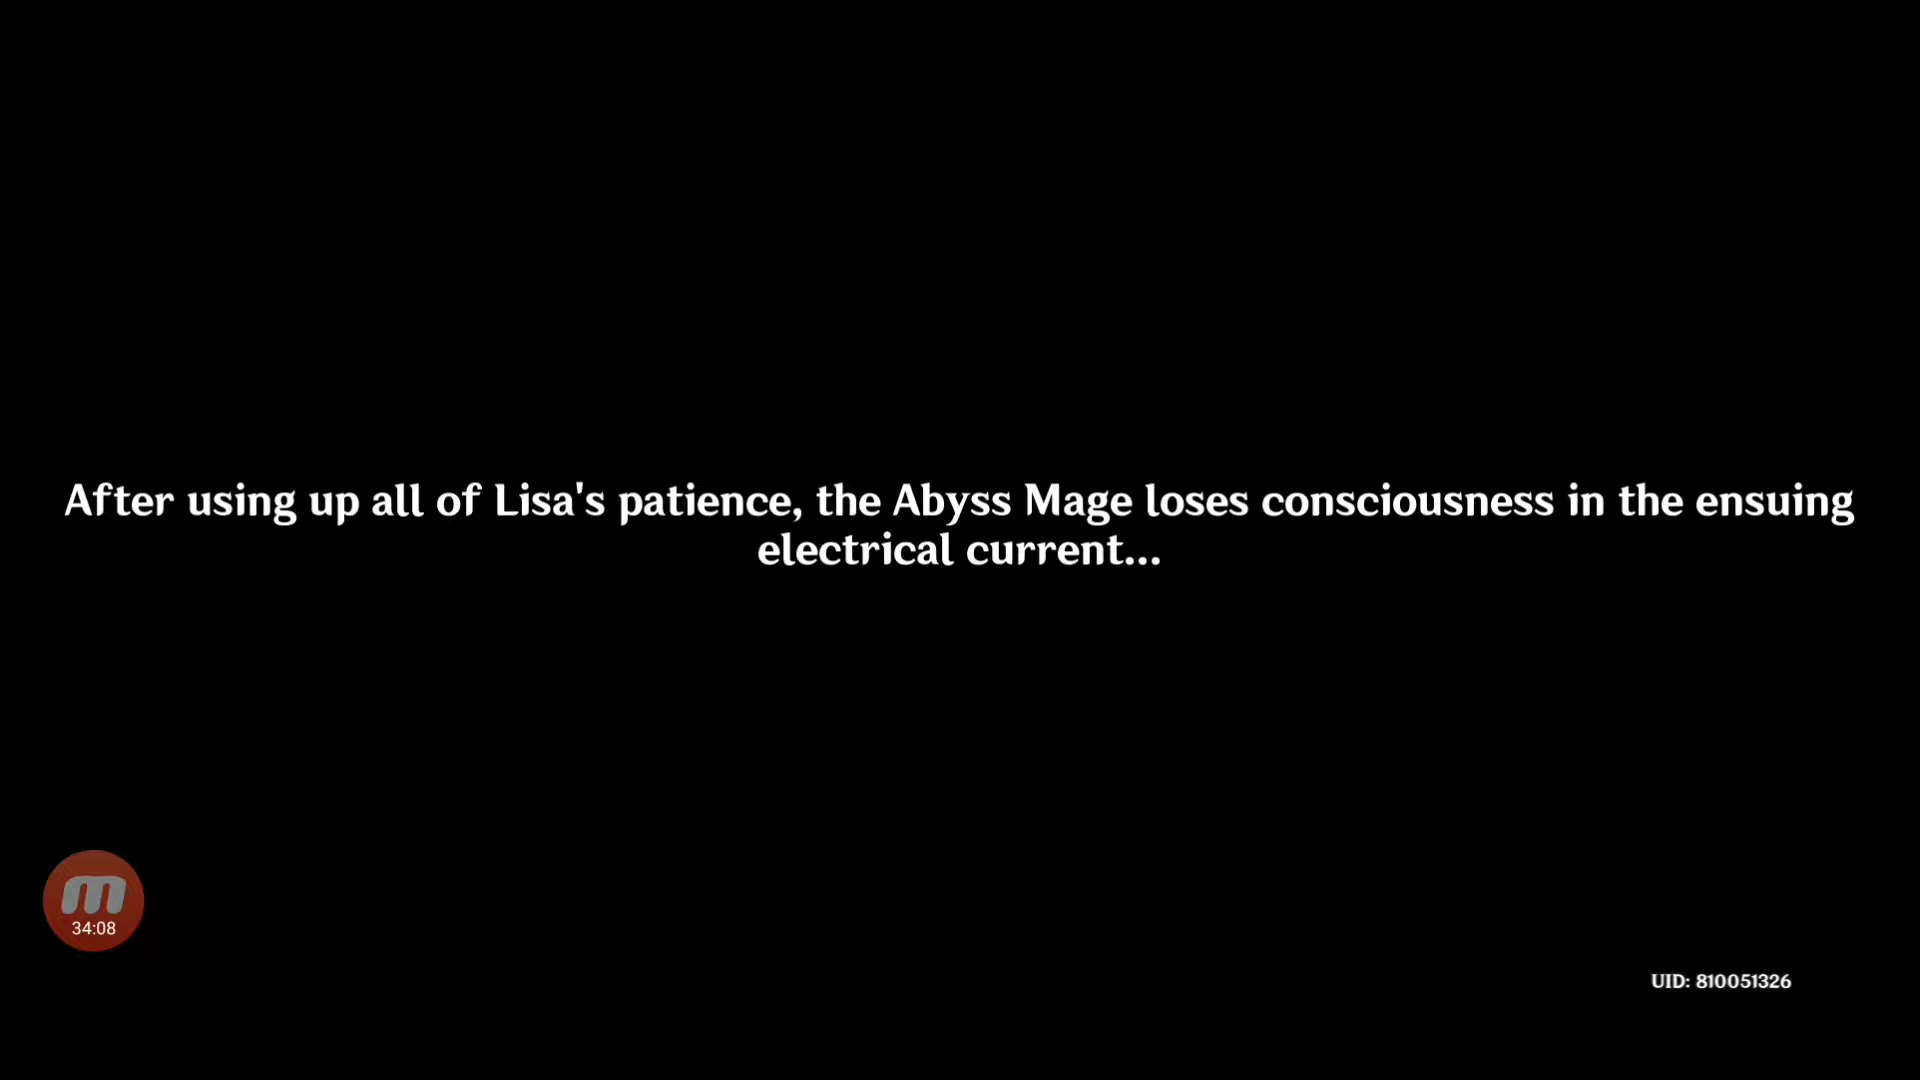 After using up all of Lisa's patience, the Abyss Mage loses consciousness in the ensuing
electrical current...
m
34:08
UID: 810051326